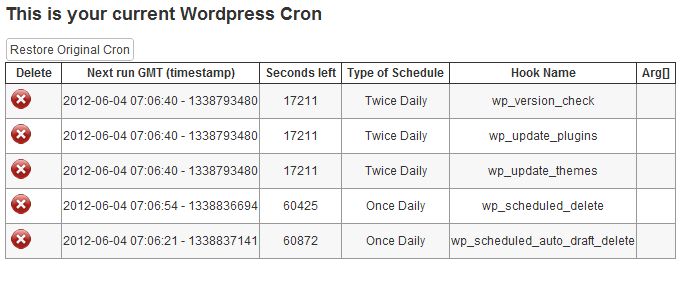 This is your current Wordpress Cron
Restore Original Cron
Delete Next run GMT (timestamp) Seconds left Type of Schedule Hook Name Arg[]
2012-06-04 07:06:40 - 1338793480 17211 Twice Daily wp_version_check
2012-06-04 07:06:40 - 1338793480 17211 Twice Daily wp_update_plugins
2012-06-04 07:06:40 - 1338793480 17211 Twice Daily wp_update_themes
2012-06-04 07:06:54 - 1338836694 60425 Once Daily wp_scheduled_delete
2012-06-04 07:06:21 - 1338837141 60872 Once Daily wp_scheduled_auto_draft_delete